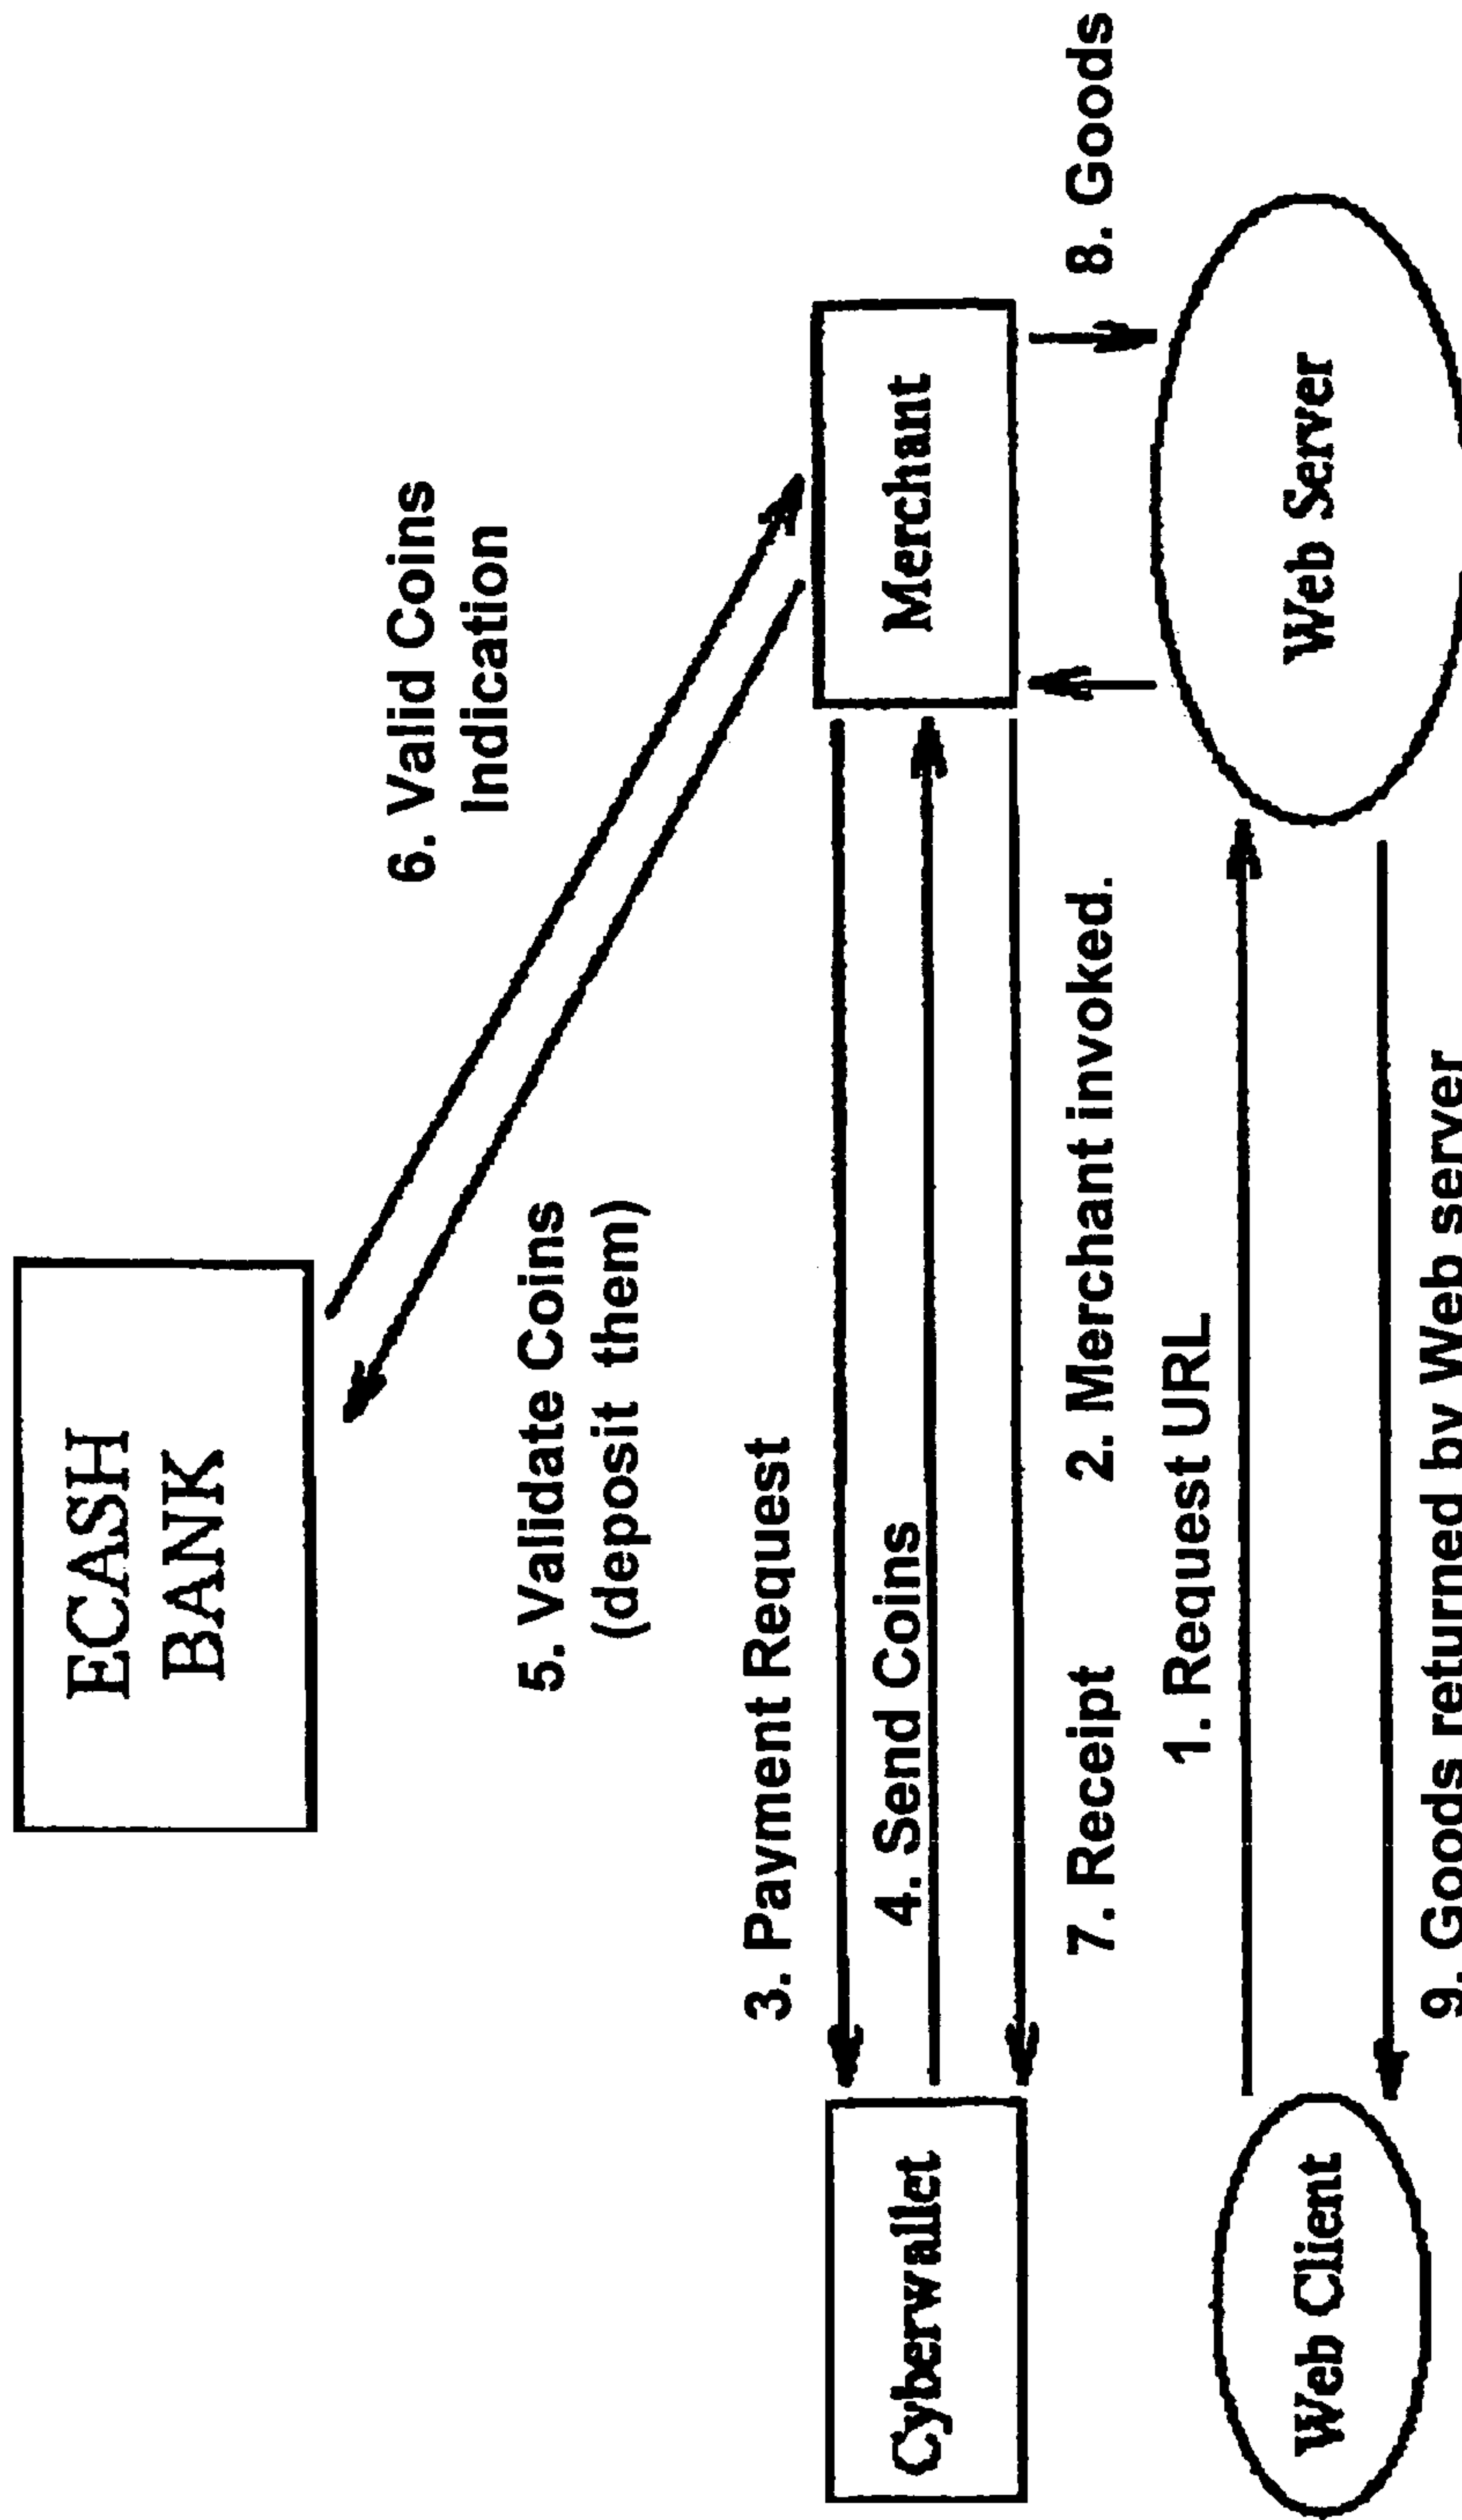 ECASH
BANK
6. Valid Coins
Indication
5. Validate Coins
(deposit them)
3. Payment Request
4. Send Coins
Cyberwallet
Merchant
7. Receipt
2. Merchant invoked.
8. Goods
1. Request URL
Web Client
Web Server
9. Goods returned by Web server